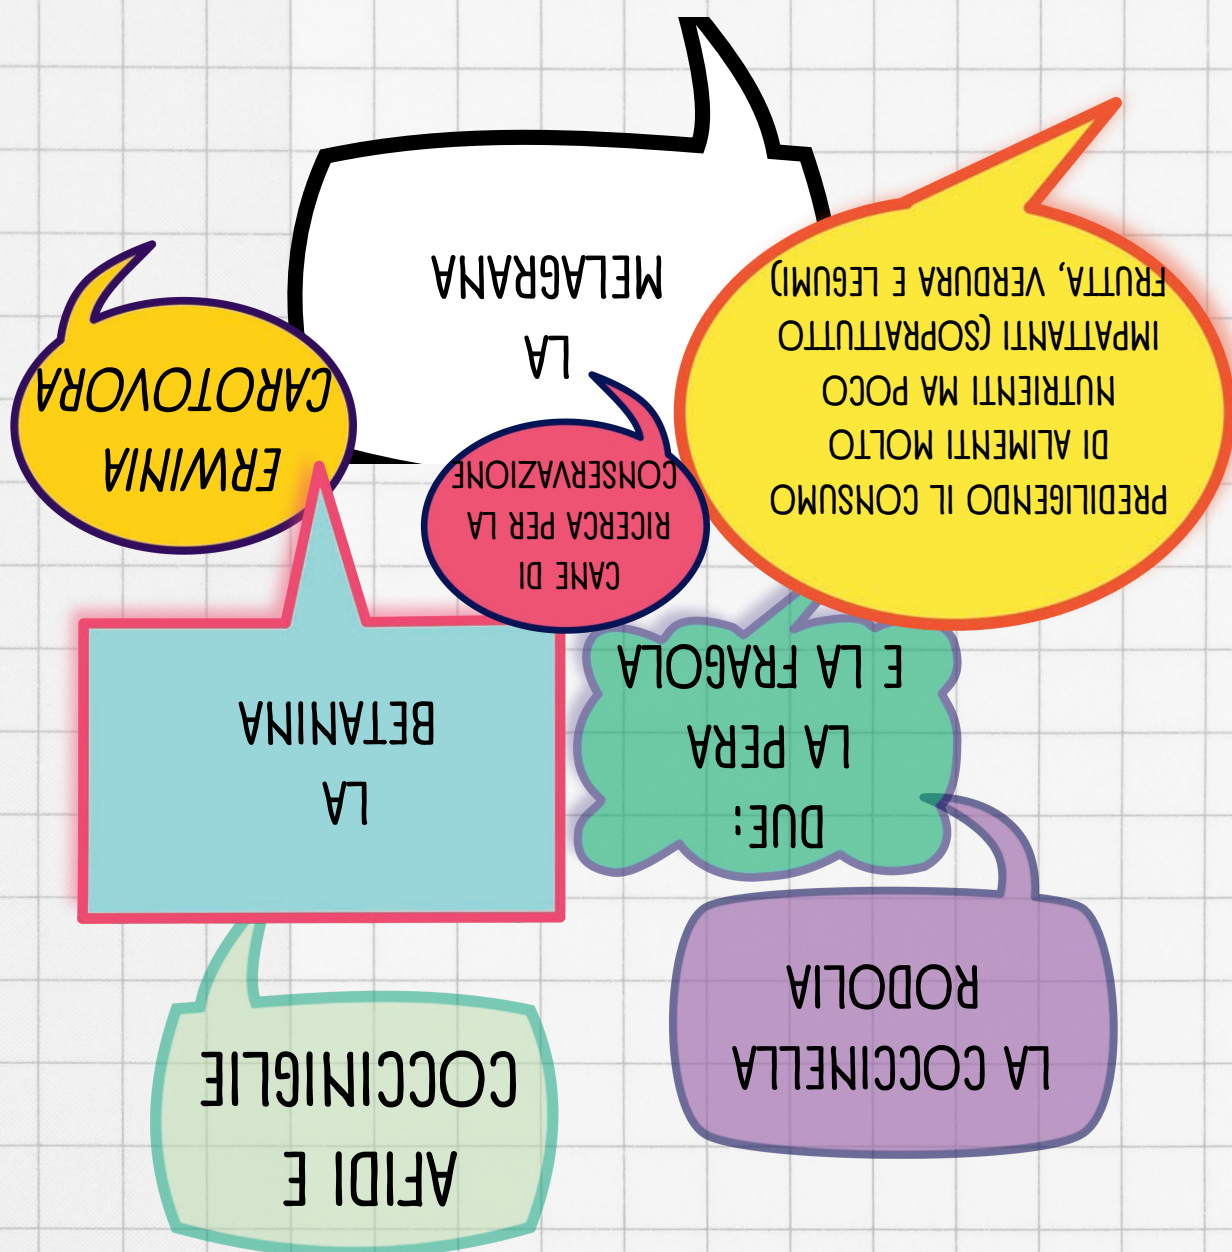 LA COCCINELLA
RODOLIA
AFIDI E
COCCINIGLIE
DUE:
LA PERA
E LA FRAGOLA
LA
BETANINA
PREDILIGENDO IL CONSUMO
DI ALIMENTI MOLTO
NUTRIENTI MA POCO
IMPATTANTI (SOPRATTUTTO
FRUTTA, VERDURA E LEGUMI)
CANE DI
RICERCA PER LA
CONSERVAZIONE
ERWINIA
CAROTOVORA
LA
MELAGRANA